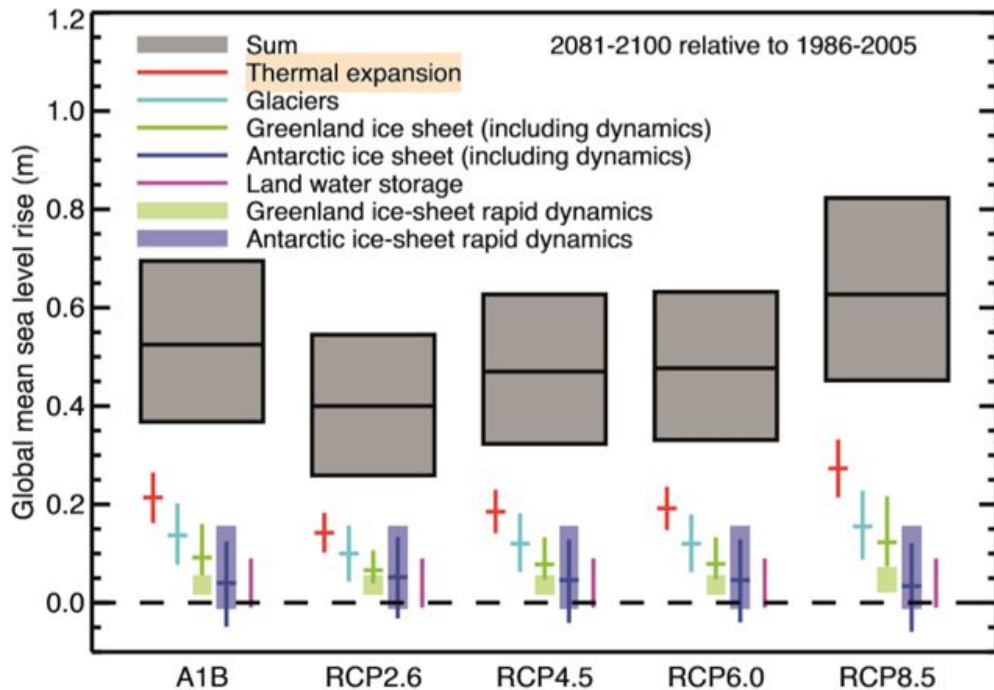 1.2
1.0
0.8
0.6
0.4
0.2
0.0
Global mean sea level rise (m)
2081-2100 relative to 1986-2005
Sum
Thermal expansion
Glaciers
Greenland ice sheet (including dynamics)
Antarctic ice sheet (including dynamics)
Land water storage
Greenland ice-sheet rapid dynamics
Antarctic ice-sheet rapid dynamics
A1B
RCP2.6
RCP4.5
RCP6.0
RCP8.5